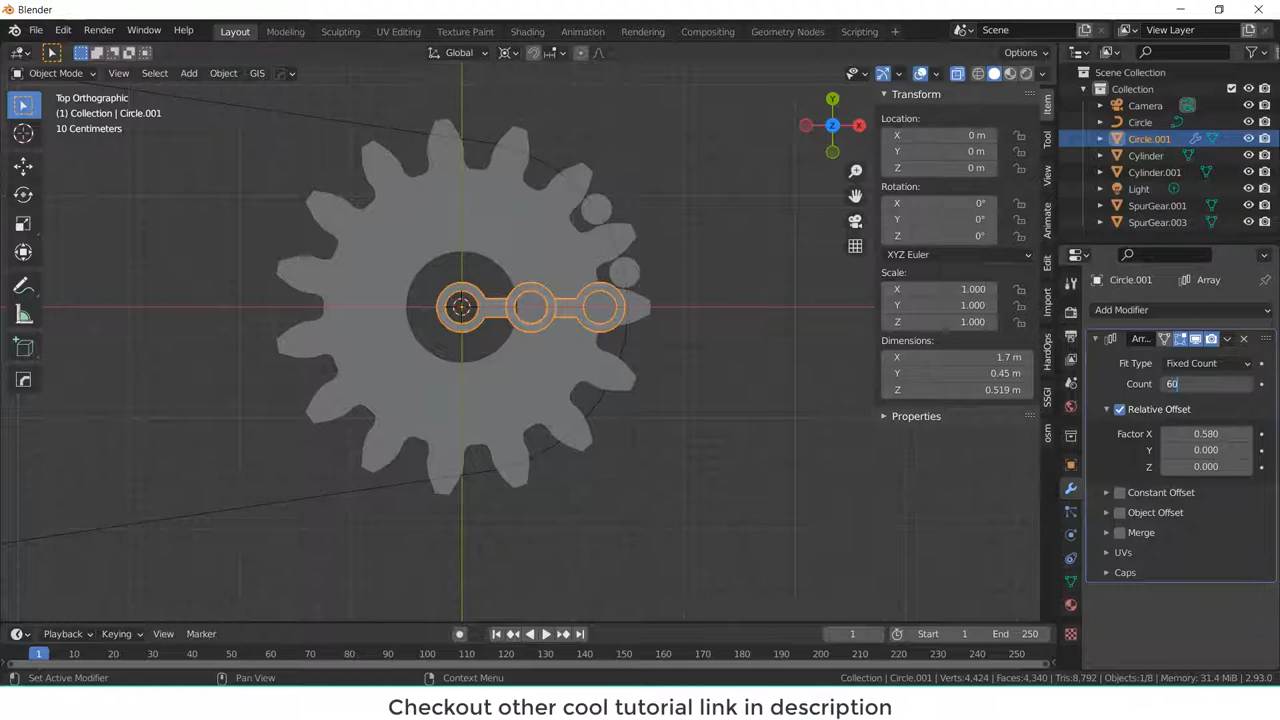 Blender
File Edit Render Window Help Layout Modeling Sculpting UV Editing Texture Paint Shading Animation Rendering Compositing Geometry Nodes Scripting Scene View Layer
Global Options
Object Mode View Select Add Object GIS
Top Orthographic
(1) Collection | Circle.001
10 Centimeters
Y
X
Z
Transform
Location:
X 0 m
Y 0 m
Z 0 m
Rotation:
X 0°
Y 0°
Z 0°
XYZ Euler
Scale:
X 1.000
Y 1.000
Z 1.000
Dimensions:
X 1.7 m
Y 0.45 m
Z 0.519 m
Properties
Item
Tool
View
Animate
Edit
Import
HardOps
SSGI
osm
Scene Collection
Collection
Camera
Circle
Circle.001
Cylinder
Cylinder.001
Light
SpurGear.001
SpurGear.003
Circle.001 Array
Add Modifier
Arr...
Fit Type Fixed Count
Count 60
Relative Offset
Factor X 0.580
Y 0.000
Z 0.000
Constant Offset
Object Offset
Merge
UVs
Caps
Playback Keying View Marker 1 Start 1 End 250
1 10 20 30 40 50 60 70 80 90 100 110 120 130 140 150 160 170 180 190 200 210 220 230 240 250
Set Active Modifier Pan View Context Menu Collection | Circle.001 | Verts:4,424 | Faces:4,340 | Tris:8,792 | Objects:1/8 | Memory: 31.4 MiB | 2.93.0
Checkout other cool tutorial link in description